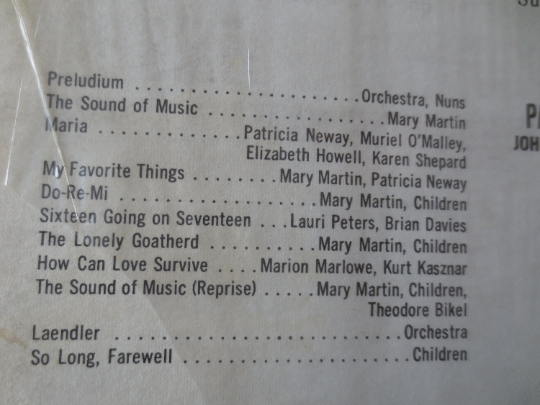 Preludium . . . . . . . . . . . . . . . . . . . . . Orchestra, Nuns
The Sound of Music . . . . . . . . . . . . . . . . Mary Martin
Maria . . . . . . . . . . . . . Patricia Neway, Muriel O'Malley,
Elizabeth Howell, Karen Shepard
My Favorite Things . . . . . . . . Mary Martin, Patricia Neway
Do-Re-Mi . . . . . . . . . . . . . . . . . . Mary Martin, Children
Sixteen Going on Seventeen . . . Lauri Peters, Brian Davies
The Lonely Goatherd . . . . . . . . . . Mary Martin, Children
How Can Love Survive . . . . Marion Marlowe, Kurt Kasznar
The Sound of Music (Reprise) . . . . . Mary Martin, Children,
Theodore Bikel
Laendler . . . . . . . . . . . . . . . . . . . . . . . . . . Orchestra
So Long, Farewell . . . . . . . . . . . . . . . . . . . . . Children
JOH